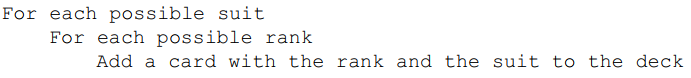 For each possible suit
    For each possible rank
        Add a card with the rank and the suit to the deck